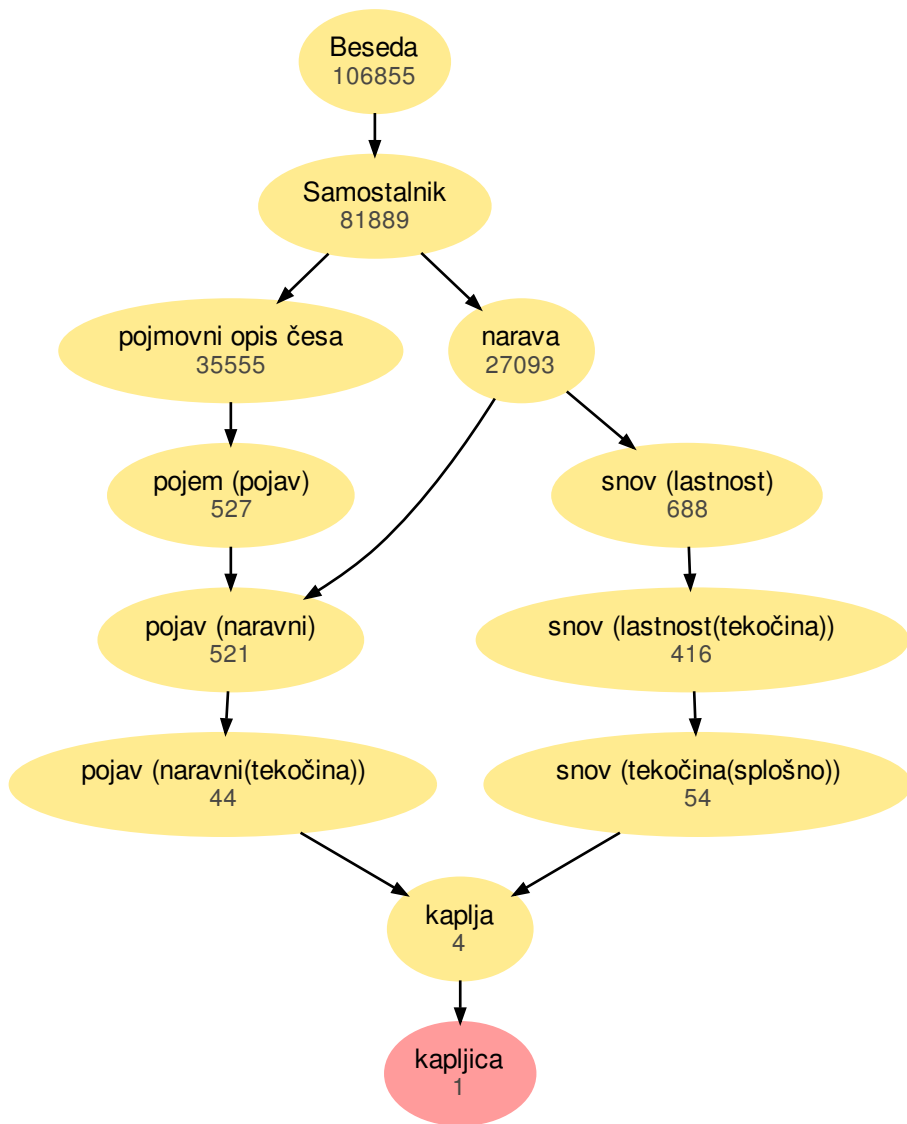 Beseda
106855
Samostalnik
81889
pojmovni opis česa
35555
narava
27093
pojem (pojav)
527
snov (lastnost)
688
pojav (naravni)
521
snov (lastnost(tekočina))
416
pojav (naravni(tekočina))
44
snov (tekočina(splošno))
54
kaplja
4
kapljica
1